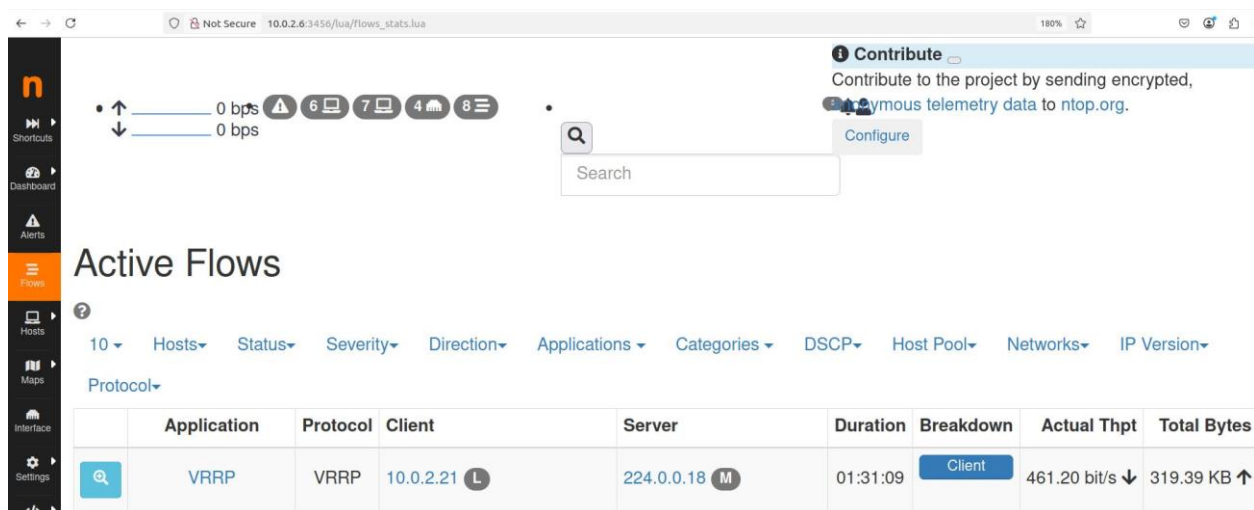 Not Secure 10.0.2.6:3456/lua/flows_stats.lua 180%
n
Contribute
Contribute to the project by sending encrypted,
anonymous telemetry data to ntop.org.
Configure
0 bps 6 7 4 8
0 bps
Search
Shortcuts
Dashboard
Alerts
Flows
Hosts
Maps
Interface
Settings
Active Flows
10 Hosts Status Severity Direction Applications Categories DSCP Host Pool Networks IP Version
Protocol
Application Protocol Client Server Duration Breakdown Actual Thpt Total Bytes
VRRP VRRP 10.0.2.21 L 224.0.0.18 M 01:31:09 Client 461.20 bit/s 319.39 KB